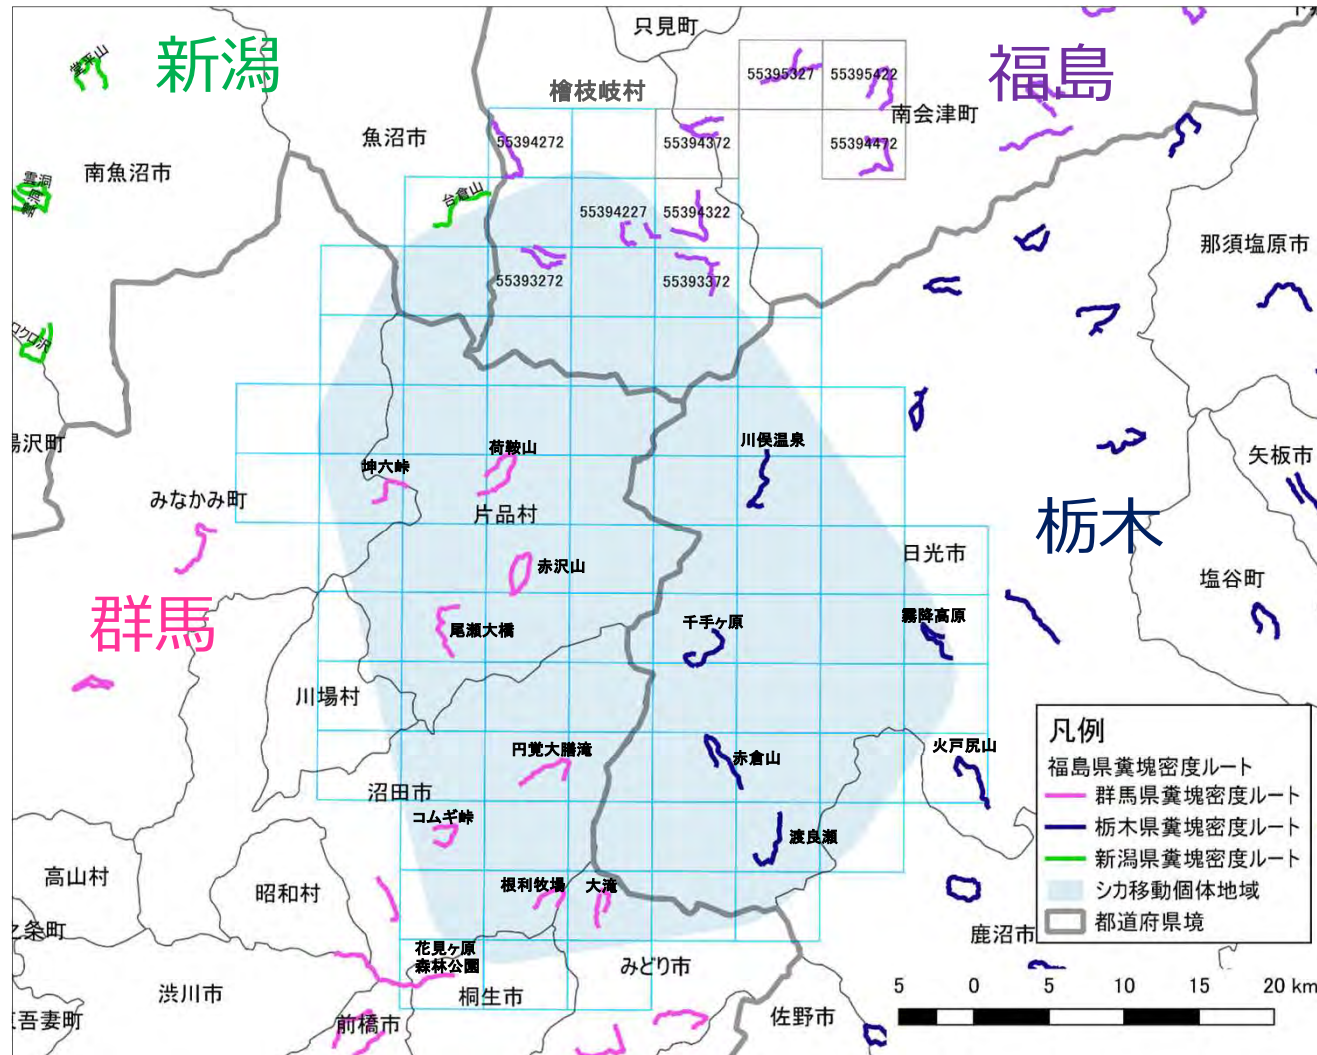 只見町
新潟
堂平山
檜枝岐村
55395327
55395422
福島
南会津町
魚沼市
55394272
55394372
55394472
南魚沼市
雲洞
雲洞
台倉山
55394227
55394322
那須塩原市
55393272
55393372
湯沢町
荷鞍山
川俣温泉
坤六峠
矢板市
みなかみ町
片品村
栃木
日光市
赤沢山
塩谷町
群馬
尾瀬大橋
千手ヶ原
霧降高原
川場村
円覚大膳滝
赤倉山
火戸尻山
沼田市
コムギ峠
渡良瀬
高山村
昭和村
根利牧場
大滝
鹿沼市
花見ヶ原
森林公園
みどり市
渋川市
桐生市
佐野市
前橋市
凡例
福島県糞塊密度ルート
群馬県糞塊密度ルート
栃木県糞塊密度ルート
新潟県糞塊密度ルート
シカ移動個体地域
都道府県境
5 0 5 10 15 20 km